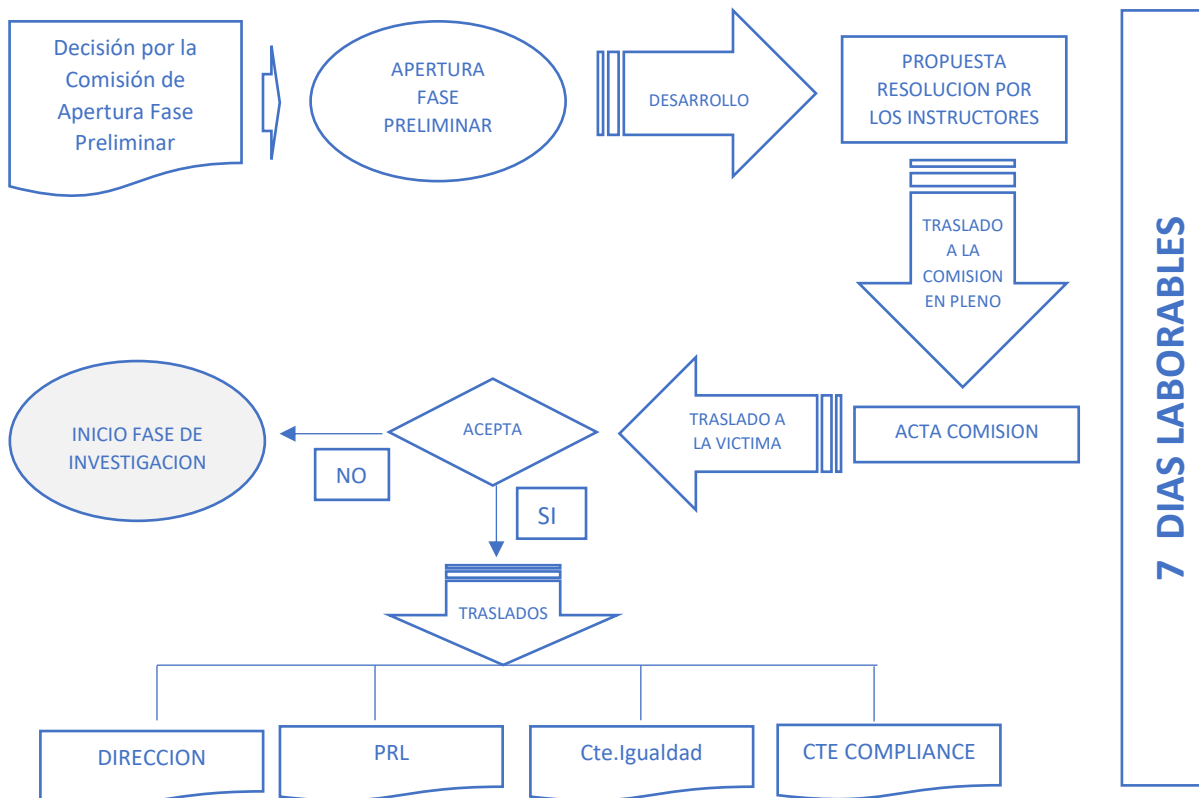 Decisión por la
Comisión de
Apertura Fase
Preliminar
APERTURA
FASE
PRELIMINAR
DESARROLLO
PROPUESTA
RESOLUCION POR
LOS INSTRUCTORES
TRASLADO
A LA
COMISION
EN PLENO
ACTA COMISION
TRASLADO A
LA VICTIMA
ACEPTA
NO
INICIO FASE DE
INVESTIGACION
SI
TRASLADOS
DIRECCION
PRL
Cte.Igualdad
CTE COMPLIANCE
7 DIAS LABORABLES